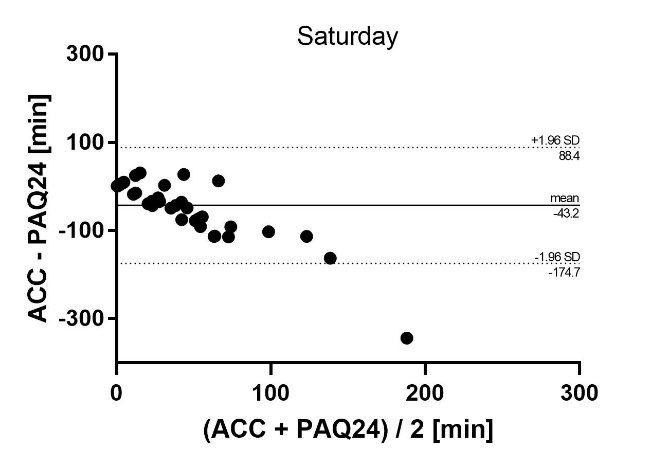 Saturday
300
100
-100
-300
ACC - PAQ24 [min]
+1.96 SD
88.4
mean
-43.2
-1.96 SD
-174.7
0
100
200
300
(ACC + PAQ24) / 2 [min]